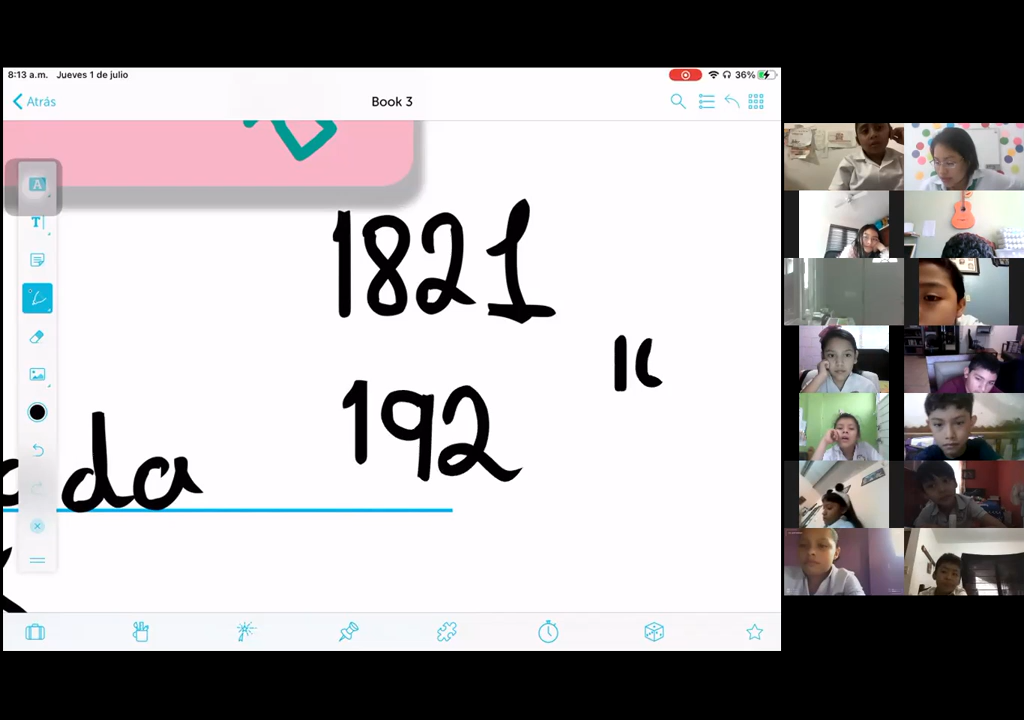 8:13 a.m. Jueves 1 de julio
36%
Atrás
Book 3
A
T
1821
192
da